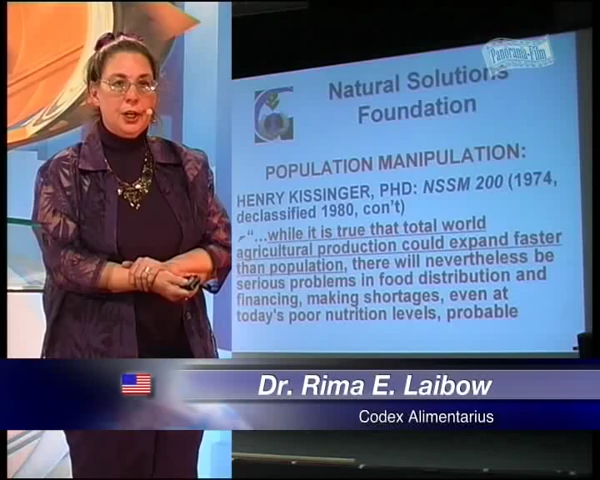 Panorama-Film
Natural Solutions
Foundation
POPULATION MANIPULATION:
HENRY KISSINGER, PHD: NSSM 200 (1974,
declassified 1980, con't)
"…while it is true that total world
agricultural production could expand faster
than population, there will nevertheless be
serious problems in food distribution and
financing, making shortages, even at
today's poor nutrition levels, probable
Dr. Rima E. Laibow
Codex Alimentarius